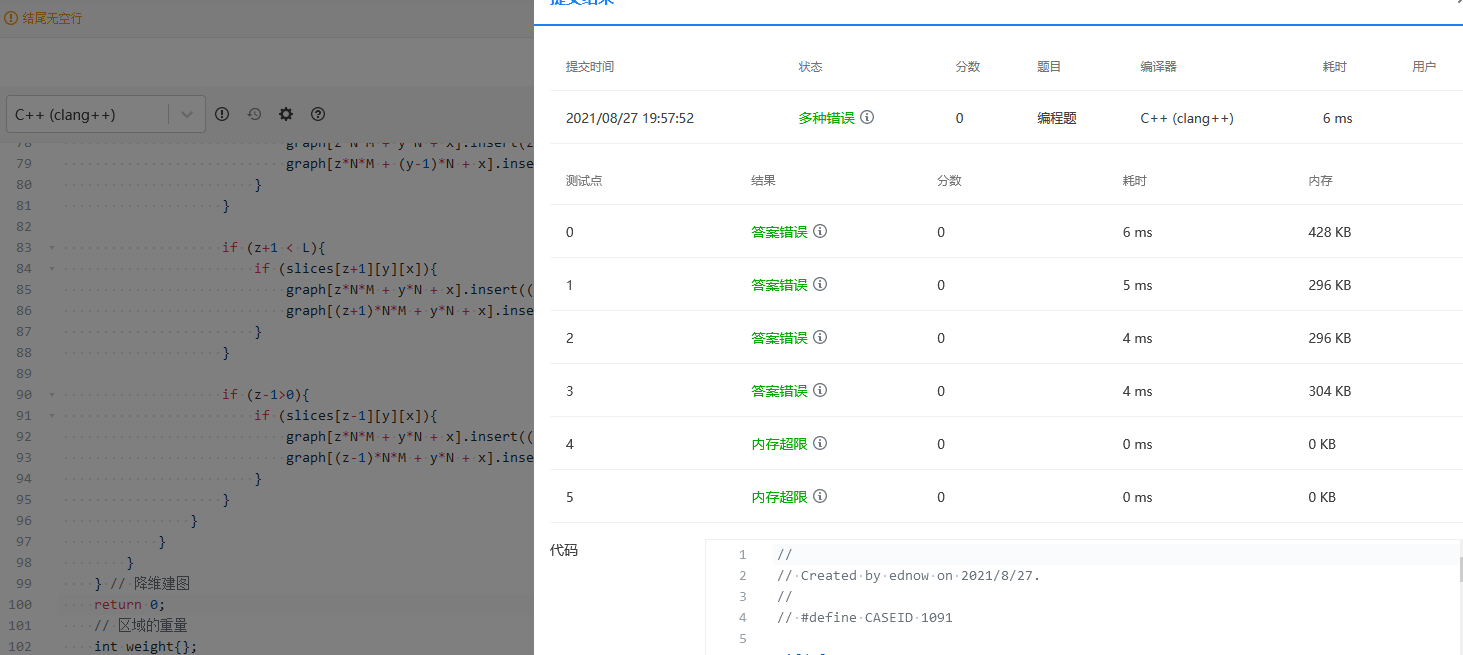 结尾无空行
C++ (clang++)
79 graph[z*N*M + (y-1)*N + x].inse
80 }
81 }
82
83 if (z+1 < L){
84 if (slices[z+1][y][x]){
85 graph[z*N*M + y*N + x].insert((
86 graph[(z+1)*N*M + y*N + x].inse
87 }
88 }
89
90 if (z-1>0){
91 if (slices[z-1][y][x]){
92 graph[z*N*M + y*N + x].insert((
93 graph[(z-1)*N*M + y*N + x].inse
94 }
95 }
96 }
97 }
98 }
99 } // 降维建图
100 return 0;
101 // 区域的重量
102 int weight{};
提交结果
提交时间 状态 分数 题目 编译器 耗时 用户
2021/08/27 19:57:52 多种错误 0 编程题 C++ (clang++) 6 ms
测试点 结果 分数 耗时 内存
0 答案错误 0 6 ms 428 KB
1 答案错误 0 5 ms 296 KB
2 答案错误 0 4 ms 296 KB
3 答案错误 0 4 ms 304 KB
4 内存超限 0 0 ms 0 KB
5 内存超限 0 0 ms 0 KB
代码
1 //
2 // Created by ednow on 2021/8/27.
3 //
4 // #define CASEID 1091
5